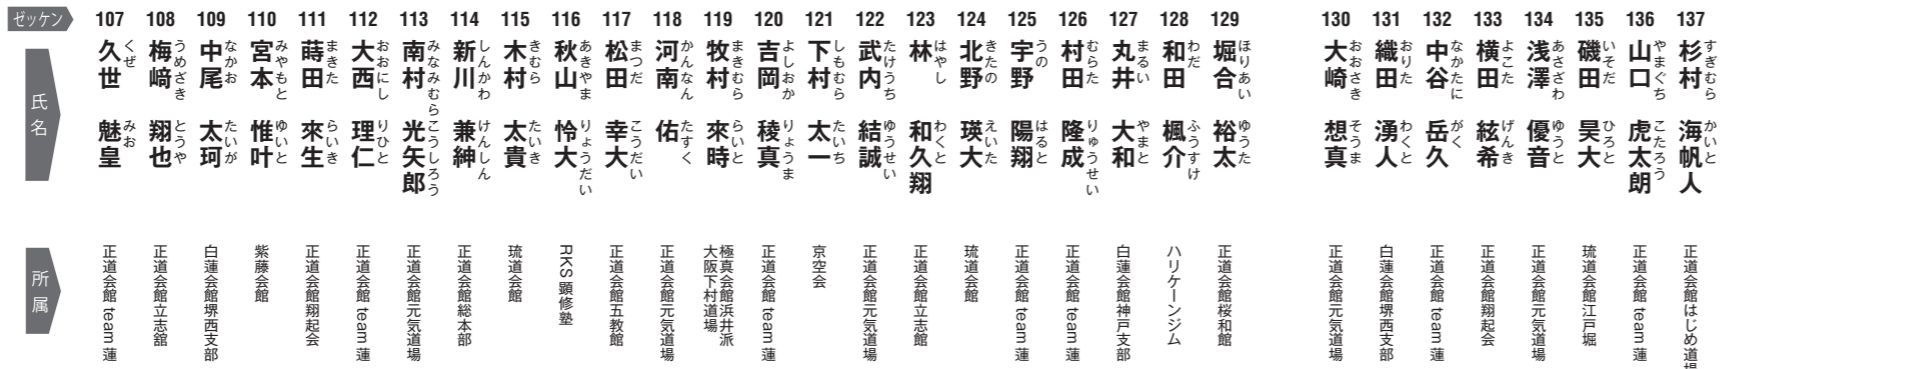 ゼッケン 107 108 109 110 111 112 113 114 115 116 117 118 119 120 121 122 123 124 125 126 127 128 129 130 131 132 133 134 135 136 137
氏名
久世 魅皇 くぜ みお
梅﨑 翔也 うめざき とうや
中尾 太珂 なかお たいが
宮本 惟叶 みやもと ゆいと
蒔田 來生 まきた らいき
大西 理仁 おおにし りひと
南村 光矢郎 みなみむら こうしろう
新川 兼紳 しんかわ けんしん
木村 太貴 きむら たいき
秋山 怜大 あきやま りょうだい
松田 幸大 まつだ こうだい
河南 佑 かんなん たすく
牧村 來時 まきむら らいと
吉岡 稜真 よしおか りょうま
下村 太一 しもむら たいち
武内 結誠 たけうち ゆうせい
林 和久翔 はやし わくと
北野 瑛大 きたの えいた
宇野 陽翔 うの はると
村田 隆成 むらた りゅうせい
丸井 大和 まるい やまと
和田 楓介 わだ ふうすけ
堀合 裕太 ほりあい ゆうた
大崎 想真 おおさき そうま
織田 湧人 おりた わくと
中谷 岳久 なかたに がく
横田 絃希 よこた げんき
浅澤 優音 あさざわ ゆうと
磯田 昊大 いそだ ひろと
山口 虎太朗 やまぐち こたろう
杉村 海帆人 すぎむら かいと
所属
正道会館 team 蓮
正道会館立志舘
白蓮会館堺西支部
紫藤会館
正道会館翔起会
正道会館 team 蓮
正道会館元気道場
正道会館総本部
琉道会館
RKS 顕修塾
正道会館五教館
正道会館元気道場
極真会館浜井派
大阪下村道場
正道会館 team 蓮
京空会
正道会館元気道場
正道会館立志館
琉道会館
正道会館 team 蓮
正道会館 team 蓮
白蓮会館神戸支部
ハリケーンジム
正道会館桜和館
正道会館元気道場
白蓮会館堺西支部
正道会館 team 蓮
正道会館翔起会
正道会館元気道場
琉道会館江戸堀
正道会館 team 蓮
正道会館はじめ道場